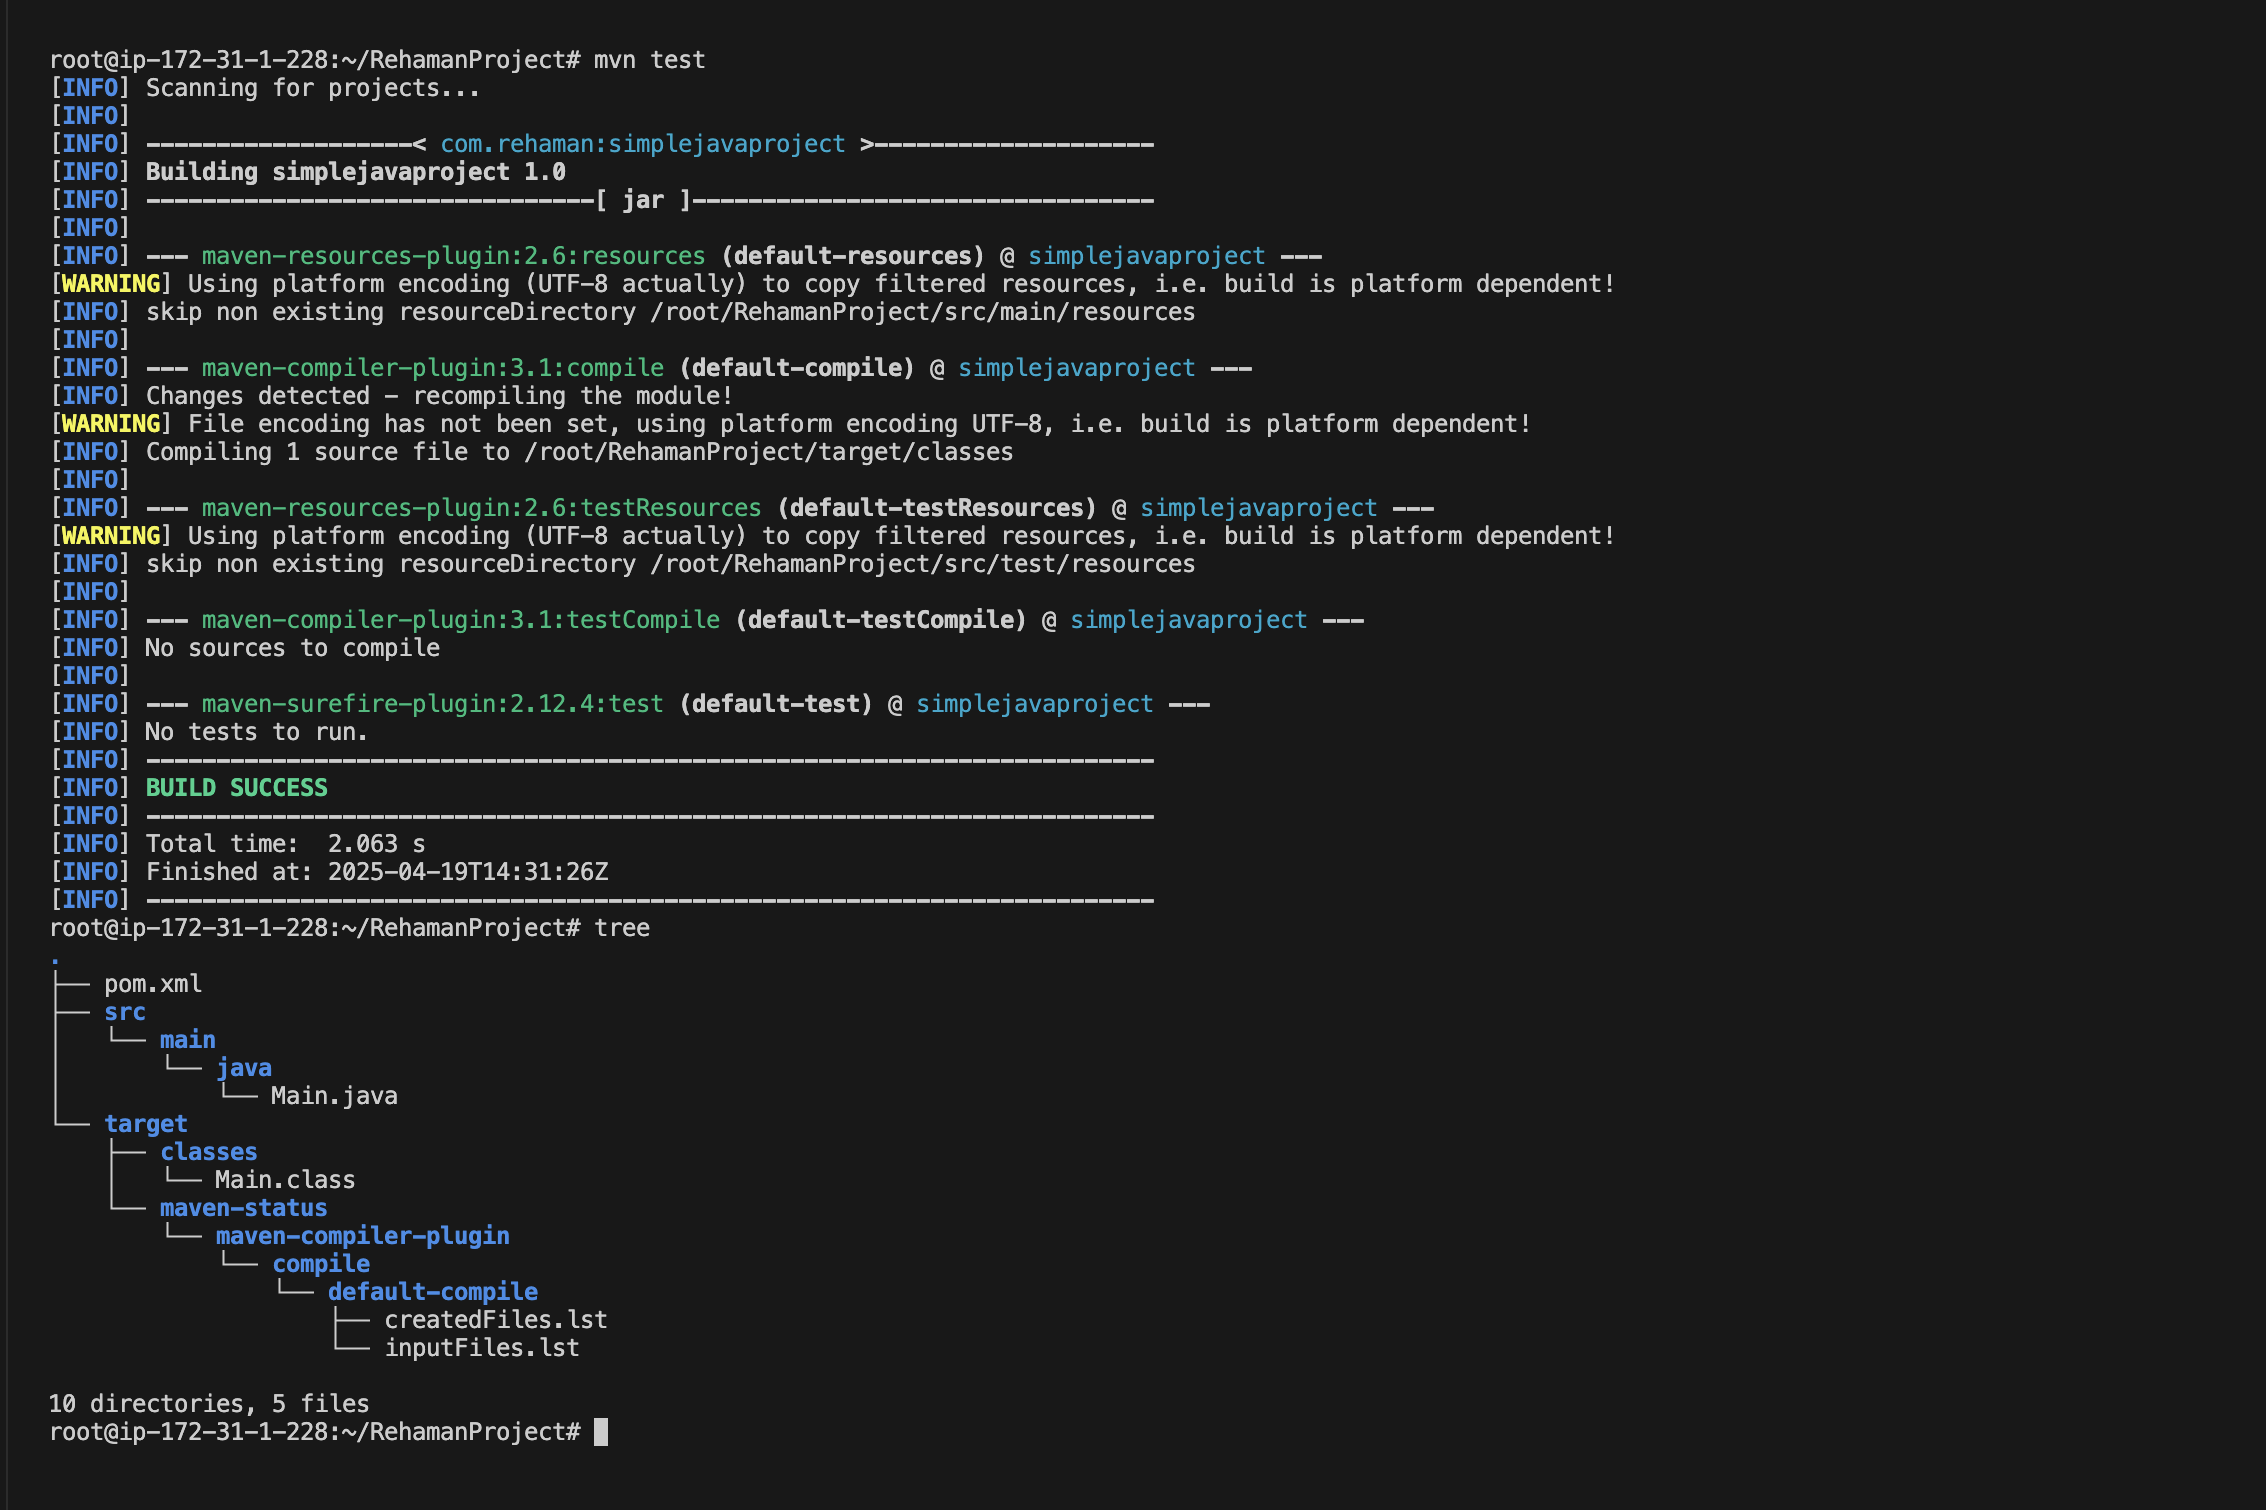 root@ip-172-31-1-228:~/RehamanProject# mvn test
[INFO] Scanning for projects...
[INFO]
[INFO] -------------------< com.rehaman:simplejavaproject >--------------------
[INFO] Building simplejavaproject 1.0
[INFO] --------------------------------[ jar ]---------------------------------
[INFO]
[INFO] --- maven-resources-plugin:2.6:resources (default-resources) @ simplejavaproject ---
[WARNING] Using platform encoding (UTF-8 actually) to copy filtered resources, i.e. build is platform dependent!
[INFO] skip non existing resourceDirectory /root/RehamanProject/src/main/resources
[INFO]
[INFO] --- maven-compiler-plugin:3.1:compile (default-compile) @ simplejavaproject ---
[INFO] Changes detected - recompiling the module!
[WARNING] File encoding has not been set, using platform encoding UTF-8, i.e. build is platform dependent!
[INFO] Compiling 1 source file to /root/RehamanProject/target/classes
[INFO]
[INFO] --- maven-resources-plugin:2.6:testResources (default-testResources) @ simplejavaproject ---
[WARNING] Using platform encoding (UTF-8 actually) to copy filtered resources, i.e. build is platform dependent!
[INFO] skip non existing resourceDirectory /root/RehamanProject/src/test/resources
[INFO]
[INFO] --- maven-compiler-plugin:3.1:testCompile (default-testCompile) @ simplejavaproject ---
[INFO] No sources to compile
[INFO]
[INFO] --- maven-surefire-plugin:2.12.4:test (default-test) @ simplejavaproject ---
[INFO] No tests to run.
[INFO] ------------------------------------------------------------------------
[INFO] BUILD SUCCESS
[INFO] ------------------------------------------------------------------------
[INFO] Total time:  2.063 s
[INFO] Finished at: 2025-04-19T14:31:26Z
[INFO] ------------------------------------------------------------------------
root@ip-172-31-1-228:~/RehamanProject# tree
.
├── pom.xml
├── src
│   └── main
│       └── java
│           └── Main.java
└── target
    ├── classes
    │   └── Main.class
    └── maven-status
        └── maven-compiler-plugin
            └── compile
                └── default-compile
                    ├── createdFiles.lst
                    └── inputFiles.lst

10 directories, 5 files
root@ip-172-31-1-228:~/RehamanProject#